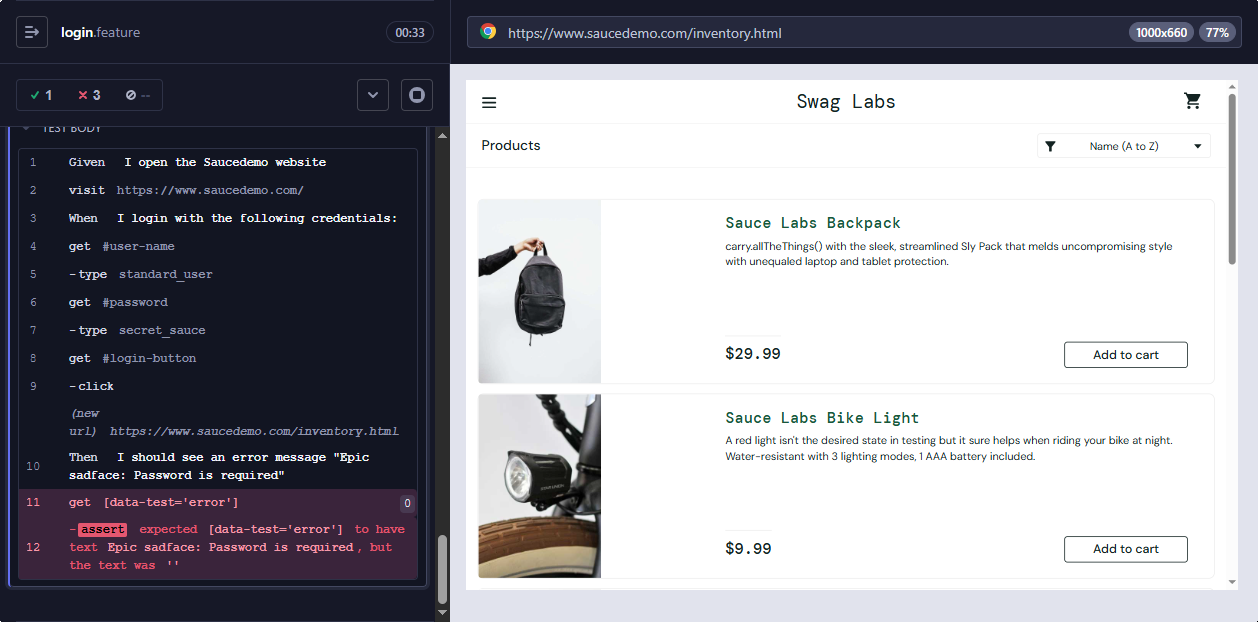 login.feature
00:33
1
3
--
TEST BODY
1 Given I open the Saucedemo website
2 visit https://www.saucedemo.com/
3 When I login with the following credentials:
4 get #user-name
5 -type standard_user
6 get #password
7 -type secret_sauce
8 get #login-button
9 -click
(new
url) https://www.saucedemo.com/inventory.html
10 Then I should see an error message "Epic
sadface: Password is required"
11 get [data-test='error'] 0
-assert expected [data-test='error'] to have
12 text Epic sadface: Password is required, but
the text was ''
https://www.saucedemo.com/inventory.html
1000x660
77%
Swag Labs
Products
Name (A to Z)
Sauce Labs Backpack
carry.allTheThings() with the sleek, streamlined Sly Pack that melds uncompromising style
with unequaled laptop and tablet protection.
$29.99
Add to cart
Sauce Labs Bike Light
A red light isn't the desired state in testing but it sure helps when riding your bike at night.
Water-resistant with 3 lighting modes, 1 AAA battery included.
$9.99
Add to cart